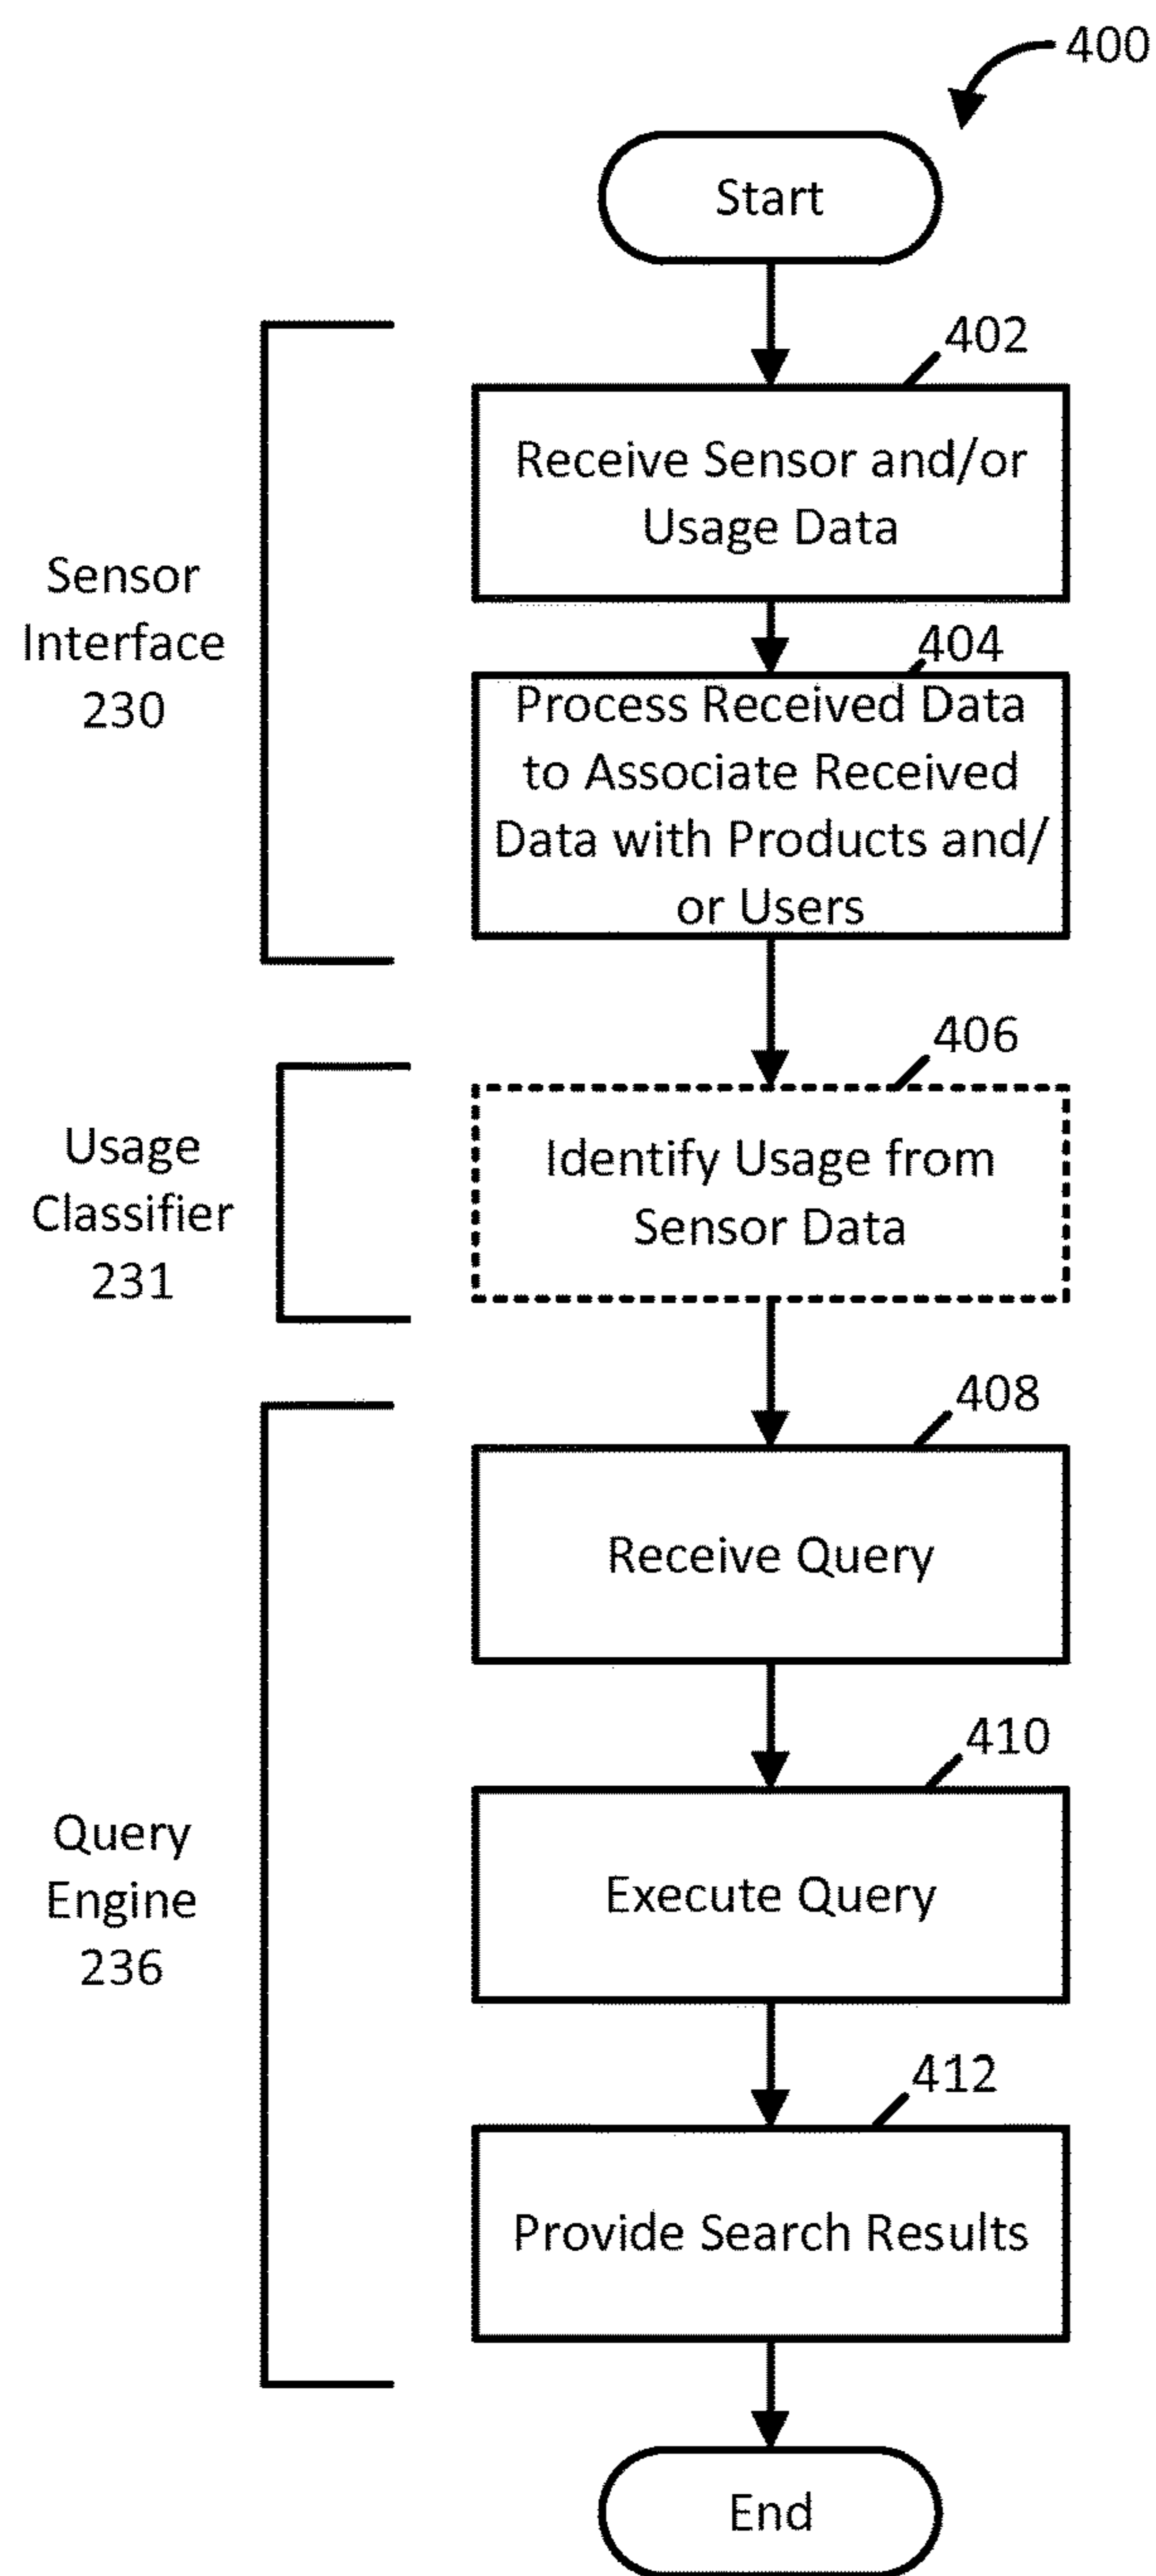 400
Start
402
Receive Sensor and/or
Usage Data
Sensor
Interface
230
404
Process Received Data
to Associate Received
Data with Products and/
or Users
406
Usage
Classifier
231
Identify Usage from
Sensor Data
408
Receive Query
410
Query
Engine
236
Execute Query
412
Provide Search Results
End